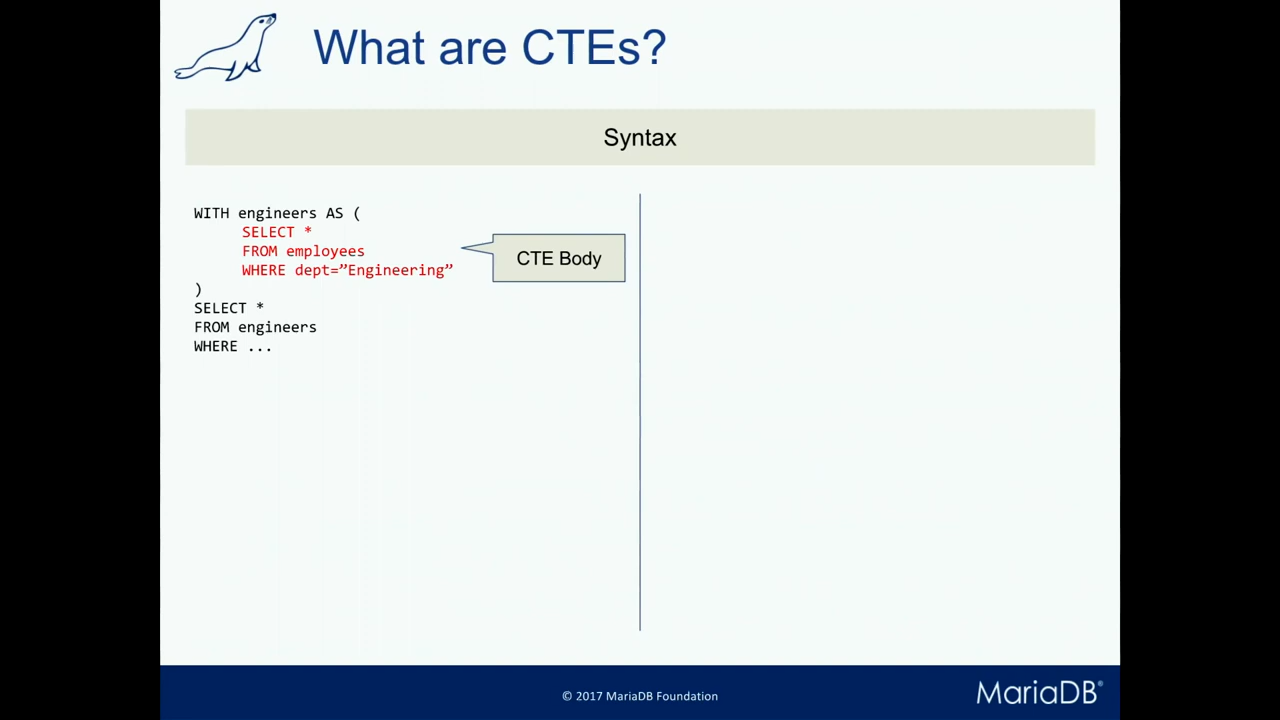 What are CTEs?
Syntax
WITH engineers AS (
SELECT *
FROM employees
WHERE dept=”Engineering”
)
SELECT *
FROM engineers
WHERE ...
CTE Body
© 2017 MariaDB Foundation
MariaDB®